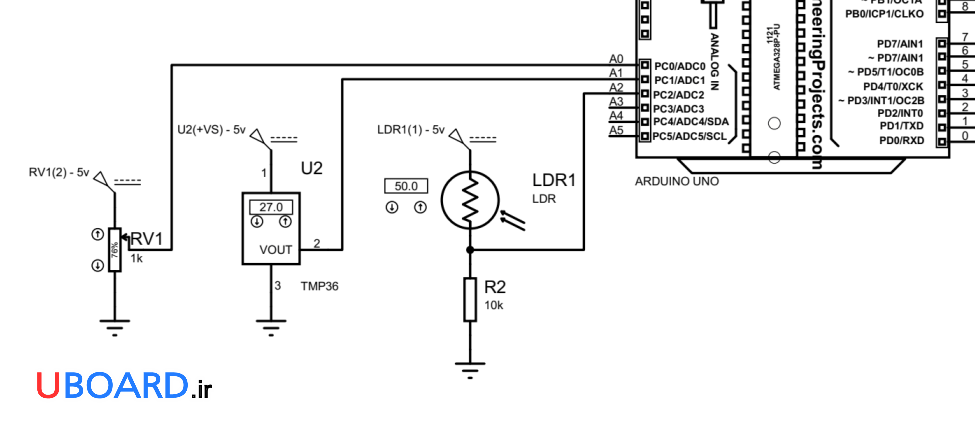 ~ PB1/OC1A
PB0/ICP1/CLKO
8
ANALOG IN
1121
ATMEGA328P-PU
neeringProjects.com
PD7/AIN1
7
~ PD7/AIN1
6
~ PD5/T1/OC0B
5
PD4/T0/XCK
4
~ PD3/INT1/OC2B
3
PD2/INT0
2
PD1/TXD
1
PD0/RXD
0
A0
PC0/ADC0
A1
PC1/ADC1
A2
PC2/ADC2
A3
PC3/ADC3
A4
PC4/ADC4/SDA
A5
PC5/ADC5/SCL
ARDUINO UNO
U2(+VS) - 5v
LDR1(1) - 5v
RV1(2) - 5v
1
U2
27.0
VOUT
2
3
TMP36
50.0
LDR1
LDR
RV1
76%
1k
R2
10k
UBOARD.ir